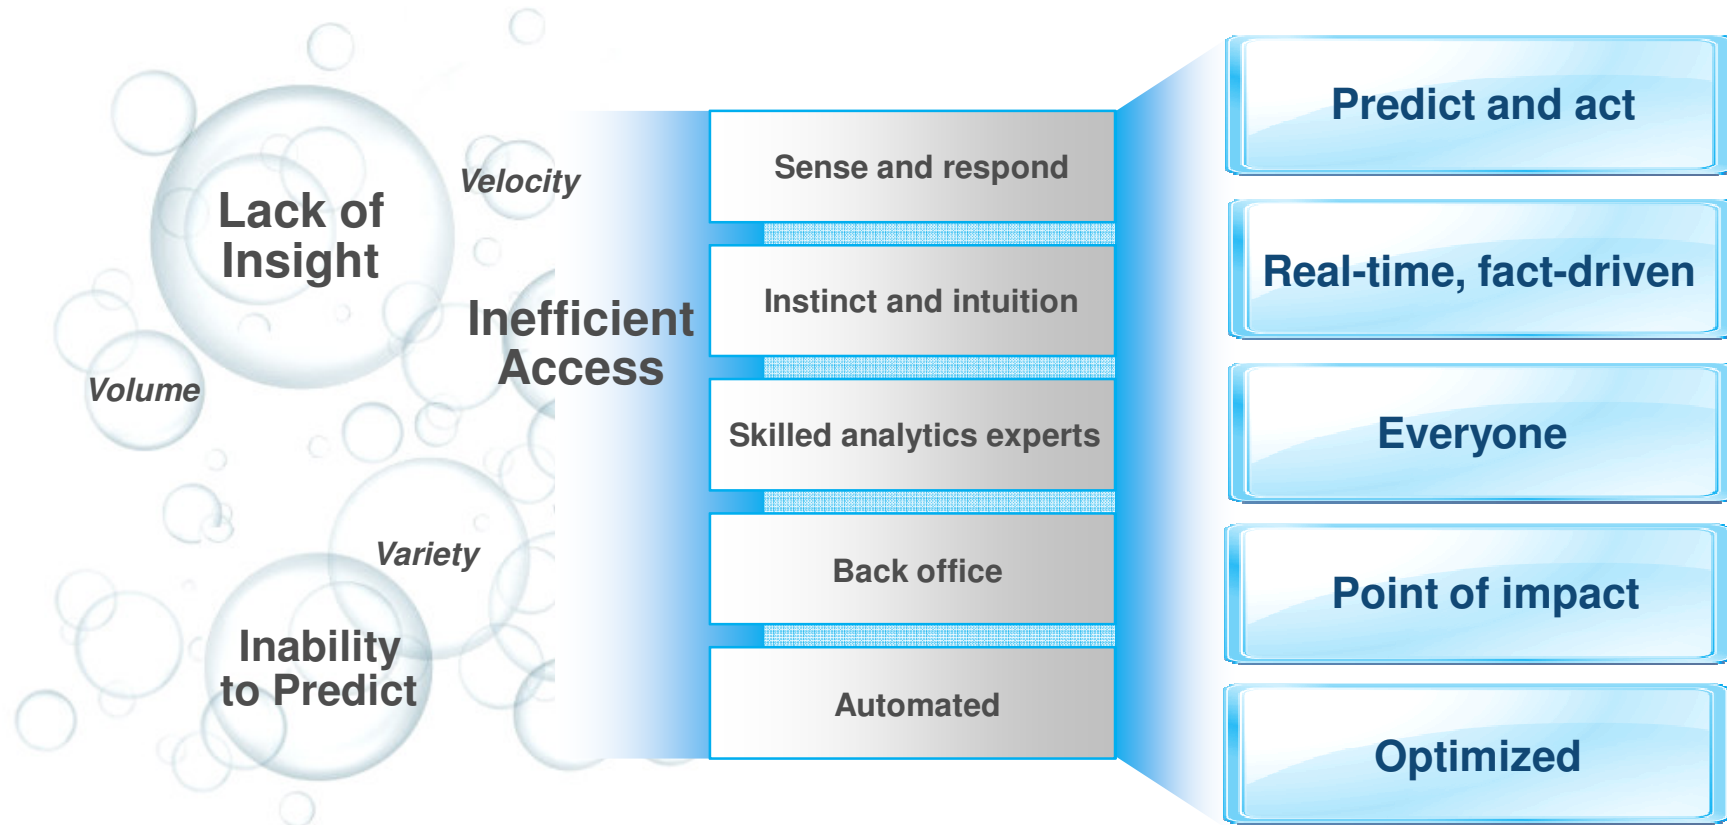 Lack of
Insight
Velocity
Inefficient
Access
Volume
Variety
Inability
to Predict
Sense and respond
Instinct and intuition
Skilled analytics experts
Back office
Automated
Predict and act
Real-time, fact-driven
Everyone
Point of impact
Optimized